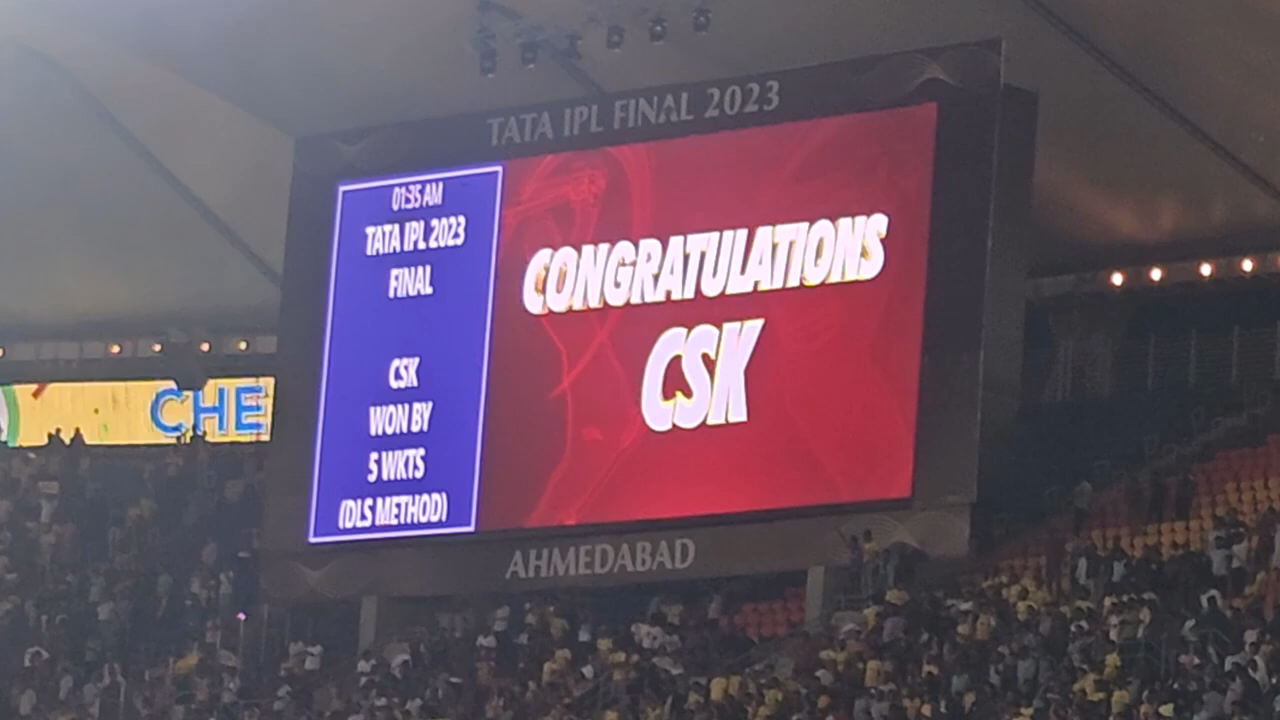 TATA IPL FINAL 2023
01:35 AM
TATA IPL 2023
FINAL
CSK
WON BY
5 WKTS
(DLS METHOD)
CONGRATULATIONS
CSK
CHE
AHMEDABAD